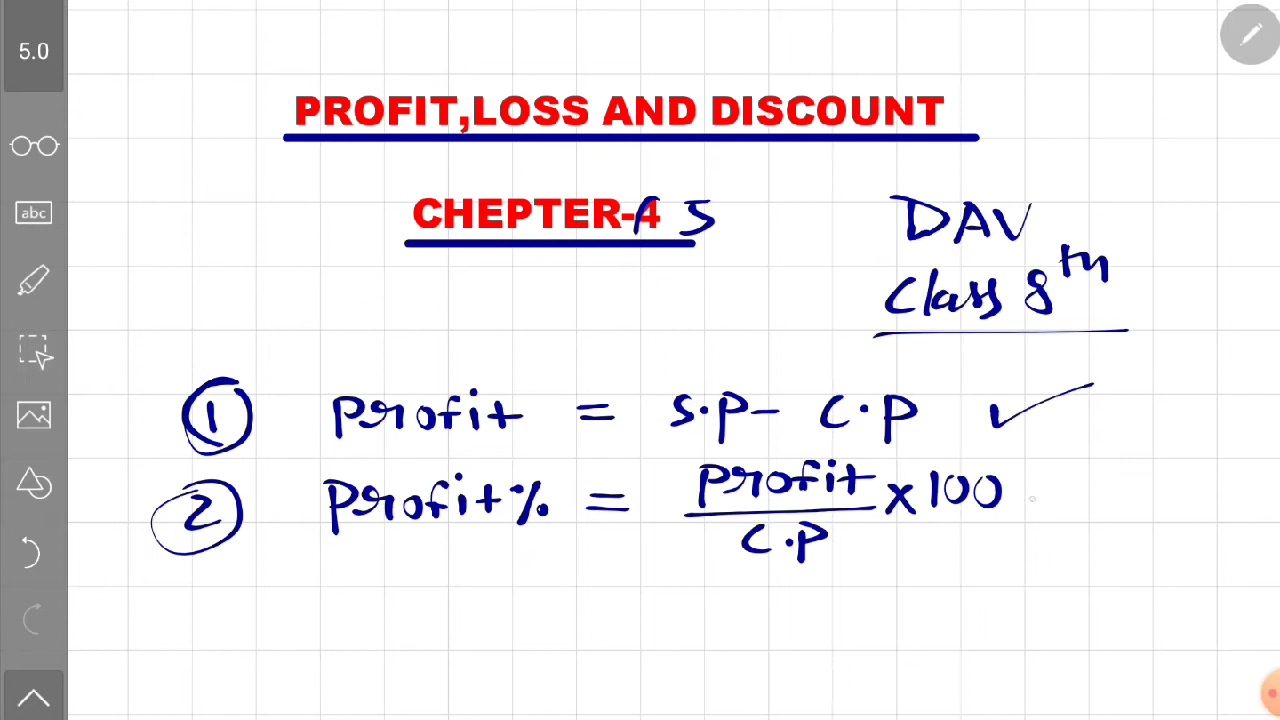 5.0
PROFIT,LOSS AND DISCOUNT
CHEPTER-4 5
DAV
Class 8th
abc
1 Profit = S.P - C.P ✓
2 Profit% = Profit/C.P × 100